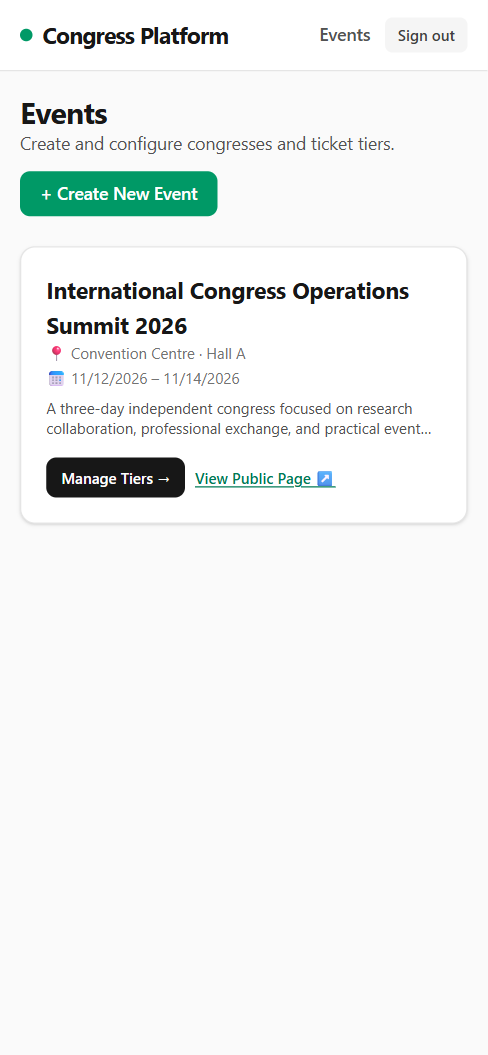 Congress Platform
Events
Sign out
Events
Create and configure congresses and ticket tiers.
+ Create New Event
International Congress Operations
Summit 2026
📍 Convention Centre · Hall A
🗓️ 11/12/2026 – 11/14/2026
A three-day independent congress focused on research
collaboration, professional exchange, and practical event...
Manage Tiers →
View Public Page ↗️